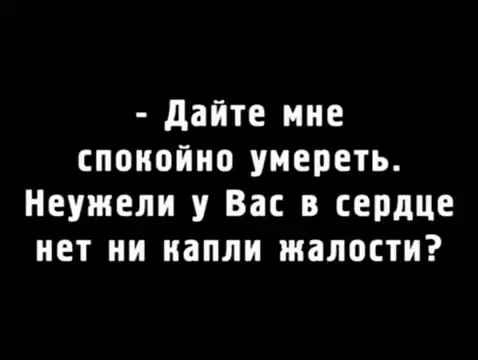 - Дайте мне
спокойно умереть.
Неужели у Вас в сердце
нет ни капли жалости?